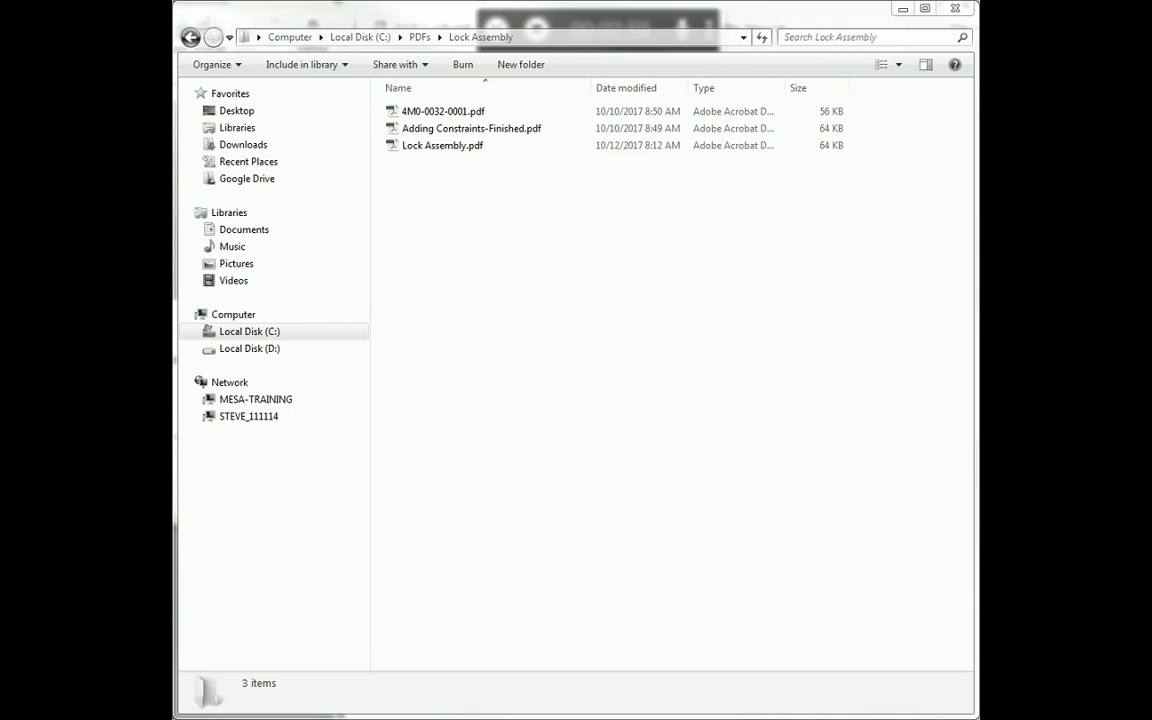 Computer Local Disk (C:) PDFs Lock Assembly Search Lock Assembly
Organize Include in library Share with Burn New folder
Name Date modified Type Size
Favorites
Desktop
Libraries
Downloads
Recent Places
Google Drive
Libraries
Documents
Music
Pictures
Videos
Computer
Local Disk (C:)
Local Disk (D:)
Network
MESA-TRAINING
STEVE_111114
4M0-0032-0001.pdf 10/10/2017 8:50 AM Adobe Acrobat D... 56 KB
Adding Constraints-Finished.pdf 10/10/2017 8:49 AM Adobe Acrobat D... 64 KB
Lock Assembly.pdf 10/12/2017 8:12 AM Adobe Acrobat D... 64 KB
3 items